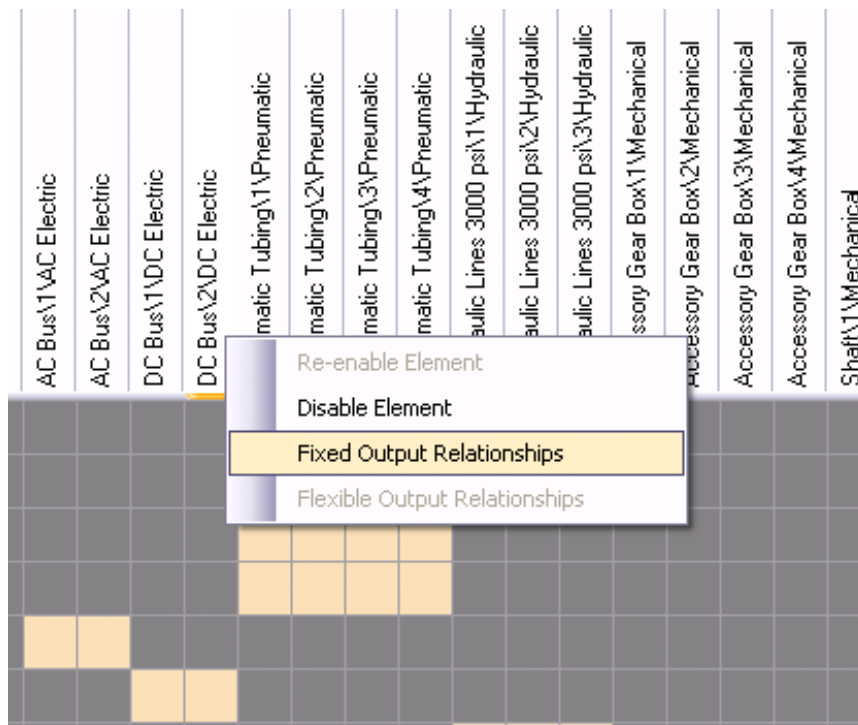 AC Bus\1\AC Electric
AC Bus\2\AC Electric
DC Bus\1\DC Electric
DC Bus\2\DC Electric
matic Tubing\1\Pneumatic
matic Tubing\2\Pneumatic
matic Tubing\3\Pneumatic
matic Tubing\4\Pneumatic
aulic Lines 3000 psi\1\Hydraulic
aulic Lines 3000 psi\2\Hydraulic
aulic Lines 3000 psi\3\Hydraulic
ssory Gear Box\1\Mechanical
Accessory Gear Box\2\Mechanical
Accessory Gear Box\3\Mechanical
Accessory Gear Box\4\Mechanical
Shaft\1\Mechanical
Re-enable Element
Disable Element
Fixed Output Relationships
Flexible Output Relationships